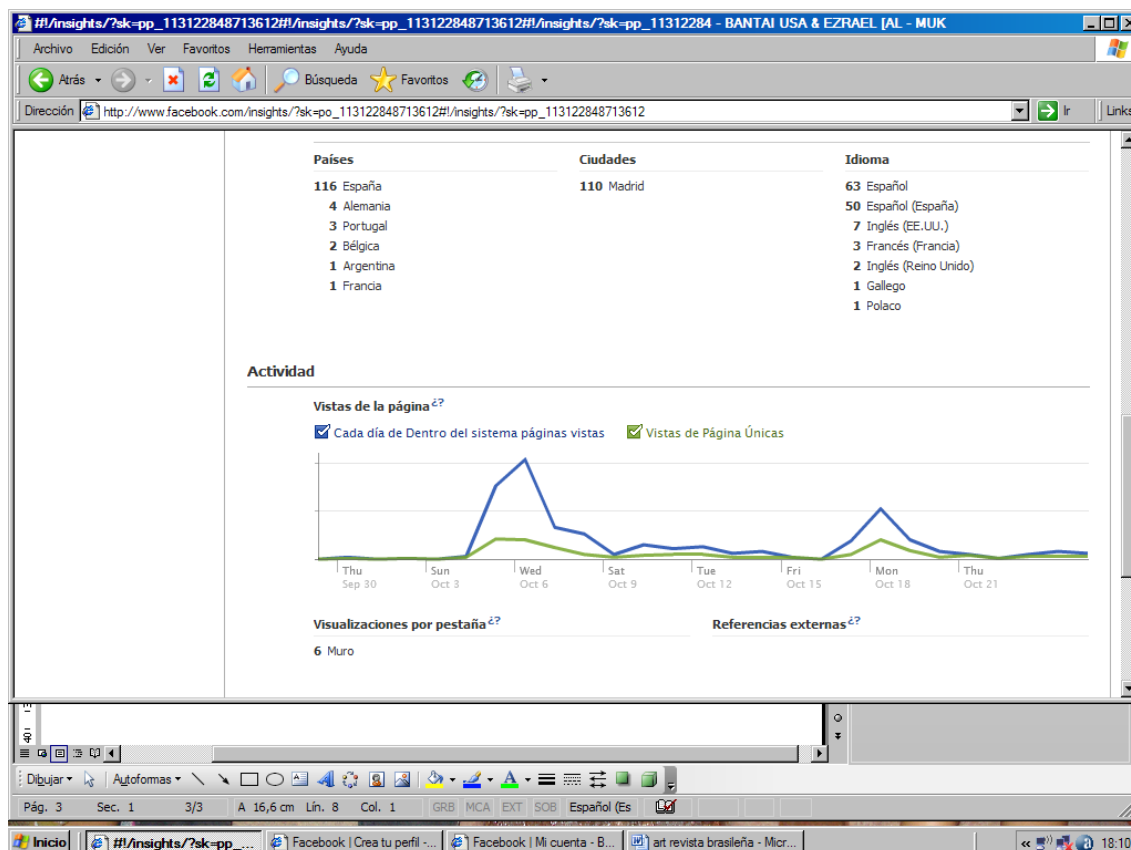 #!/insights/?sk=pp_113122848713612#!/insights/?sk=pp_113122848713612#!/insights/?sk=pp_11312284 - BANTAI USA & EZRAEL [AL - MUK
Archivo Edición Ver Favoritos Herramientas Ayuda
Atrás Búsqueda Favoritos
Dirección http://www.facebook.com/insights/?sk=po_113122848713612#!/insights/?sk=pp_113122848713612 Ir Links
Países Ciudades Idioma
116 España 110 Madrid 63 Español
4 Alemania 50 Español (España)
3 Portugal 7 Inglés (EE.UU.)
2 Bélgica 3 Francés (Francia)
1 Argentina 2 Inglés (Reino Unido)
1 Francia 1 Gallego
1 Polaco
Actividad
Vistas de la página ¿?
Cada día de Dentro del sistema páginas vistas Vistas de Página Únicas
Thu Sun Wed Sat Tue Fri Mon Thu
Sep 30 Oct 3 Oct 6 Oct 9 Oct 12 Oct 15 Oct 18 Oct 21
Visualizaciones por pestaña ¿? Referencias externas ¿?
6 Muro
Dibujar Autoformas
Pág. 3 Sec. 1 3/3 A 16,6 cm Lín. 8 Col. 1 GRB MCA EXT SOB Español (Es
Inicio #!/insights/?sk=pp_... Facebook | Crea tu perfil -... Facebook | Mi cuenta - B... art revista brasileña - Micr... 18:10